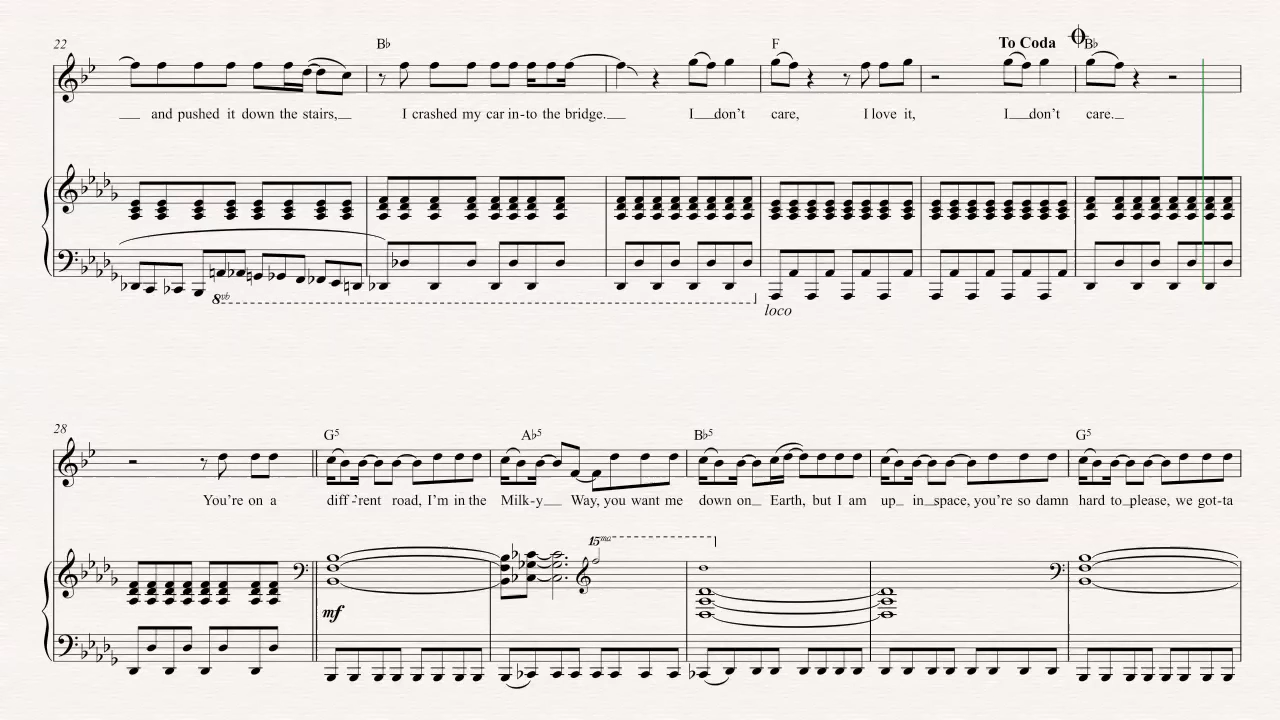 22 B♭ F To Coda B♭
and pushed it down the stairs, I crashed my car in-to the bridge. I don't care, I love it, I don't care.
8vb
loco
28 G5 A♭5 B♭5 G5
You're on a diff-'rent road, I'm in the Milk-y Way, you want me down on Earth, but I am up in space, you're so damn hard to please, we got-ta
15ma
mf